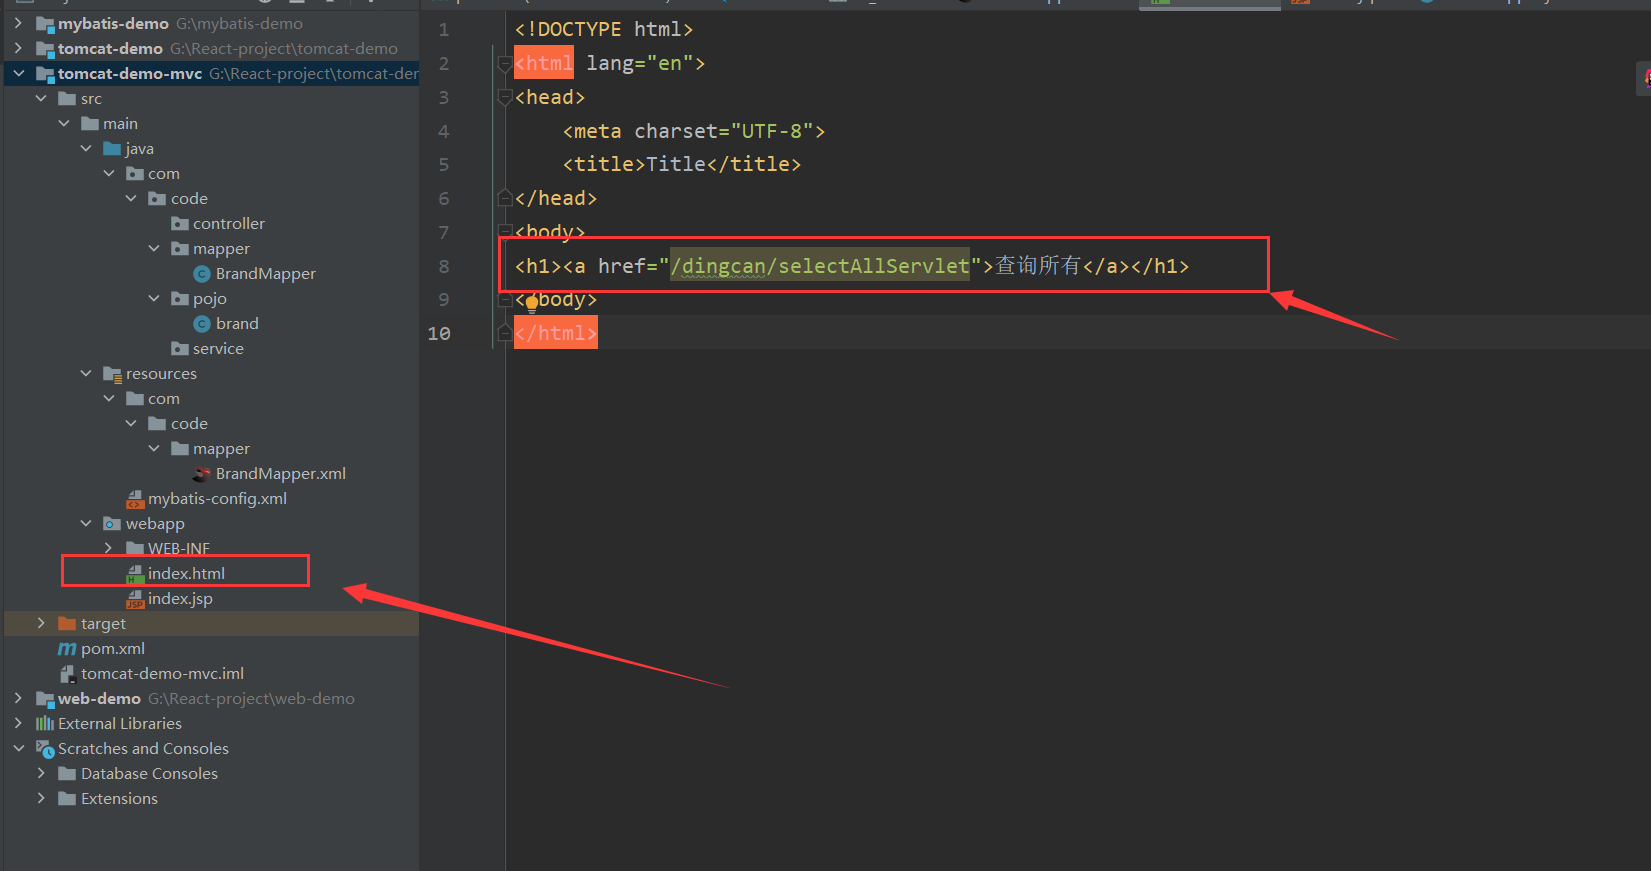 mybatis-demo G:\mybatis-demo
tomcat-demo G:\React-project\tomcat-demo
tomcat-demo-mvc G:\React-project\tomcat-der
src
main
java
com
code
controller
mapper
BrandMapper
pojo
brand
service
resources
com
code
mapper
BrandMapper.xml
mybatis-config.xml
webapp
WEB-INF
index.html
index.jsp
target
pom.xml
tomcat-demo-mvc.iml
web-demo G:\React-project\web-demo
External Libraries
Scratches and Consoles
Database Consoles
Extensions
1 <!DOCTYPE html>
2 <html lang="en">
3 <head>
4 <meta charset="UTF-8">
5 <title>Title</title>
6 </head>
7 <body>
8 <h1><a href="/dingcan/selectAllServlet">查询所有</a></h1>
9 </body>
10 </html>